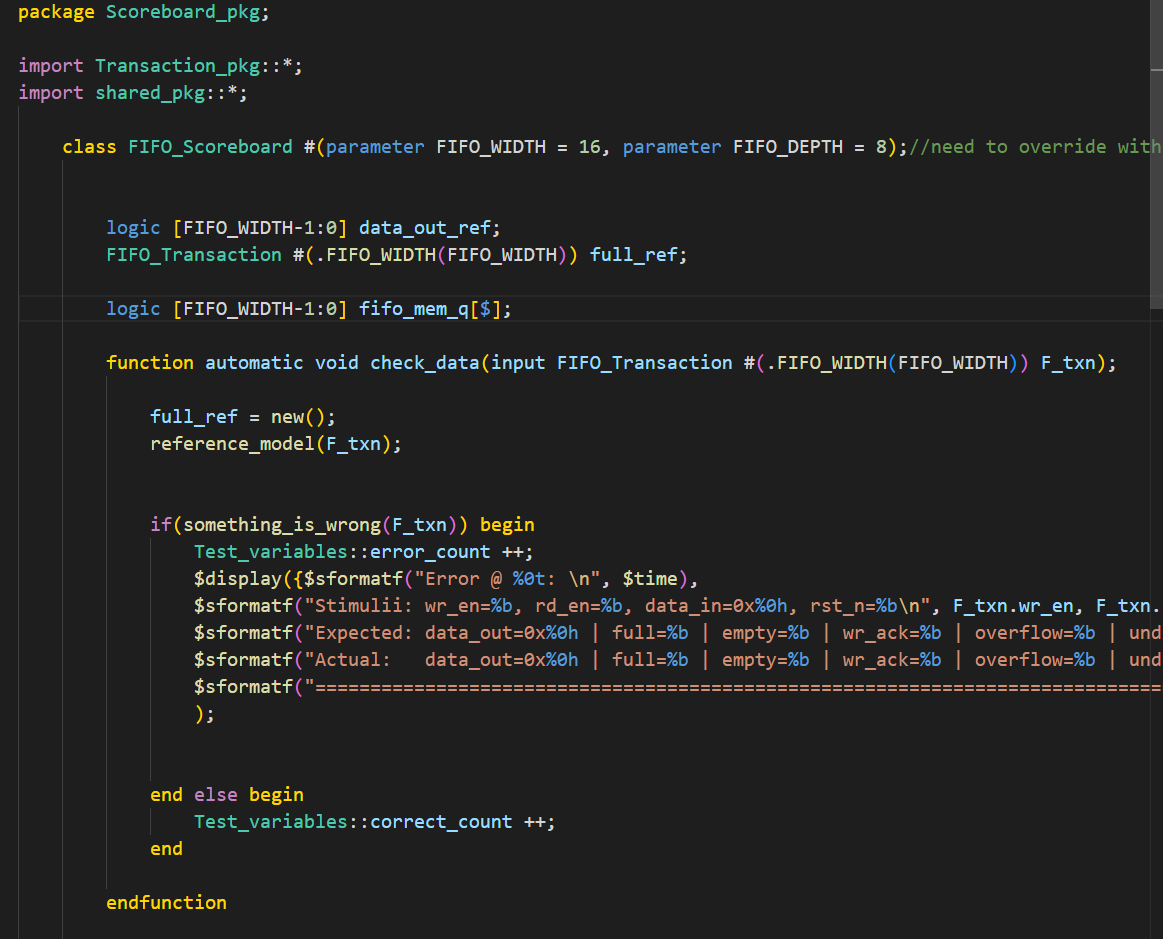 package Scoreboard_pkg;
import Transaction_pkg::*;
import shared_pkg::*;
class FIFO_Scoreboard #(parameter FIFO_WIDTH = 16, parameter FIFO_DEPTH = 8);//need to override with
logic [FIFO_WIDTH-1:0] data_out_ref;
FIFO_Transaction #(.FIFO_WIDTH(FIFO_WIDTH)) full_ref;
logic [FIFO_WIDTH-1:0] fifo_mem_q[$];
function automatic void check_data(input FIFO_Transaction #(.FIFO_WIDTH(FIFO_WIDTH)) F_txn);
full_ref = new();
reference_model(F_txn);
if(something_is_wrong(F_txn)) begin
Test_variables::error_count ++;
$display({$sformatf("Error @ %0t: \n", $time),
$sformatf("Stimulii: wr_en=%b, rd_en=%b, data_in=0x%0h, rst_n=%b\n", F_txn.wr_en, F_txn.
$sformatf("Expected: data_out=0x%0h | full=%b | empty=%b | wr_ack=%b | overflow=%b | und
$sformatf("Actual:   data_out=0x%0h | full=%b | empty=%b | wr_ack=%b | overflow=%b | und
$sformatf("=============================================================================
);
end else begin
Test_variables::correct_count ++;
end
endfunction